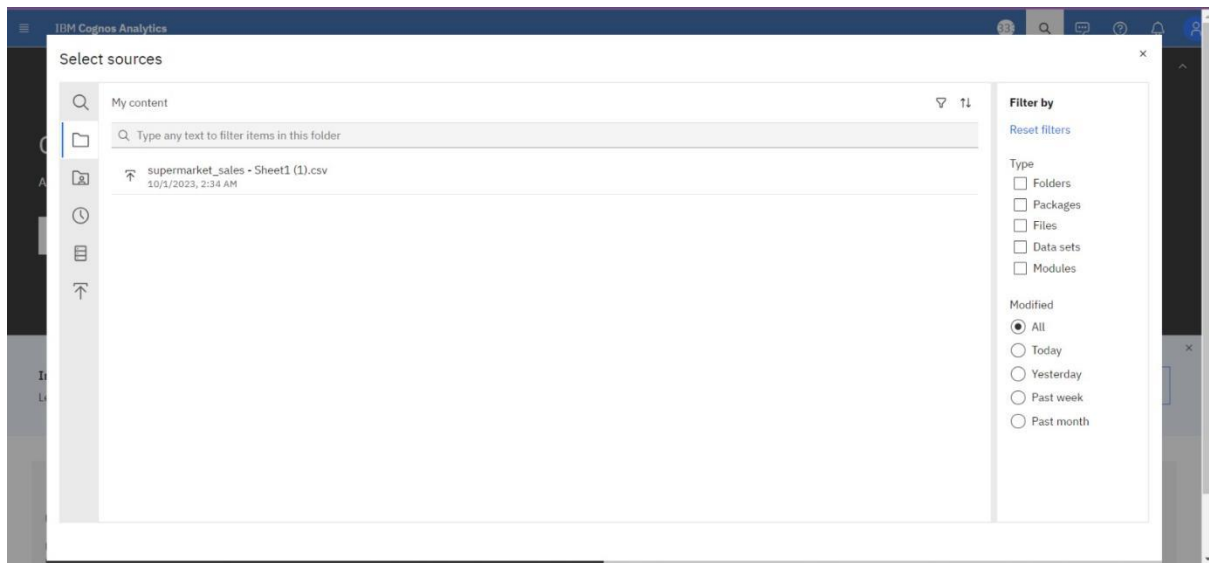 IBM Cognos Analytics
Select sources
My content
Type any text to filter items in this folder
supermarket_sales - Sheet1 (1).csv
10/1/2023, 2:34 AM
Filter by
Reset filters
Type
Folders
Packages
Files
Data sets
Modules
Modified
All
Today
Yesterday
Past week
Past month